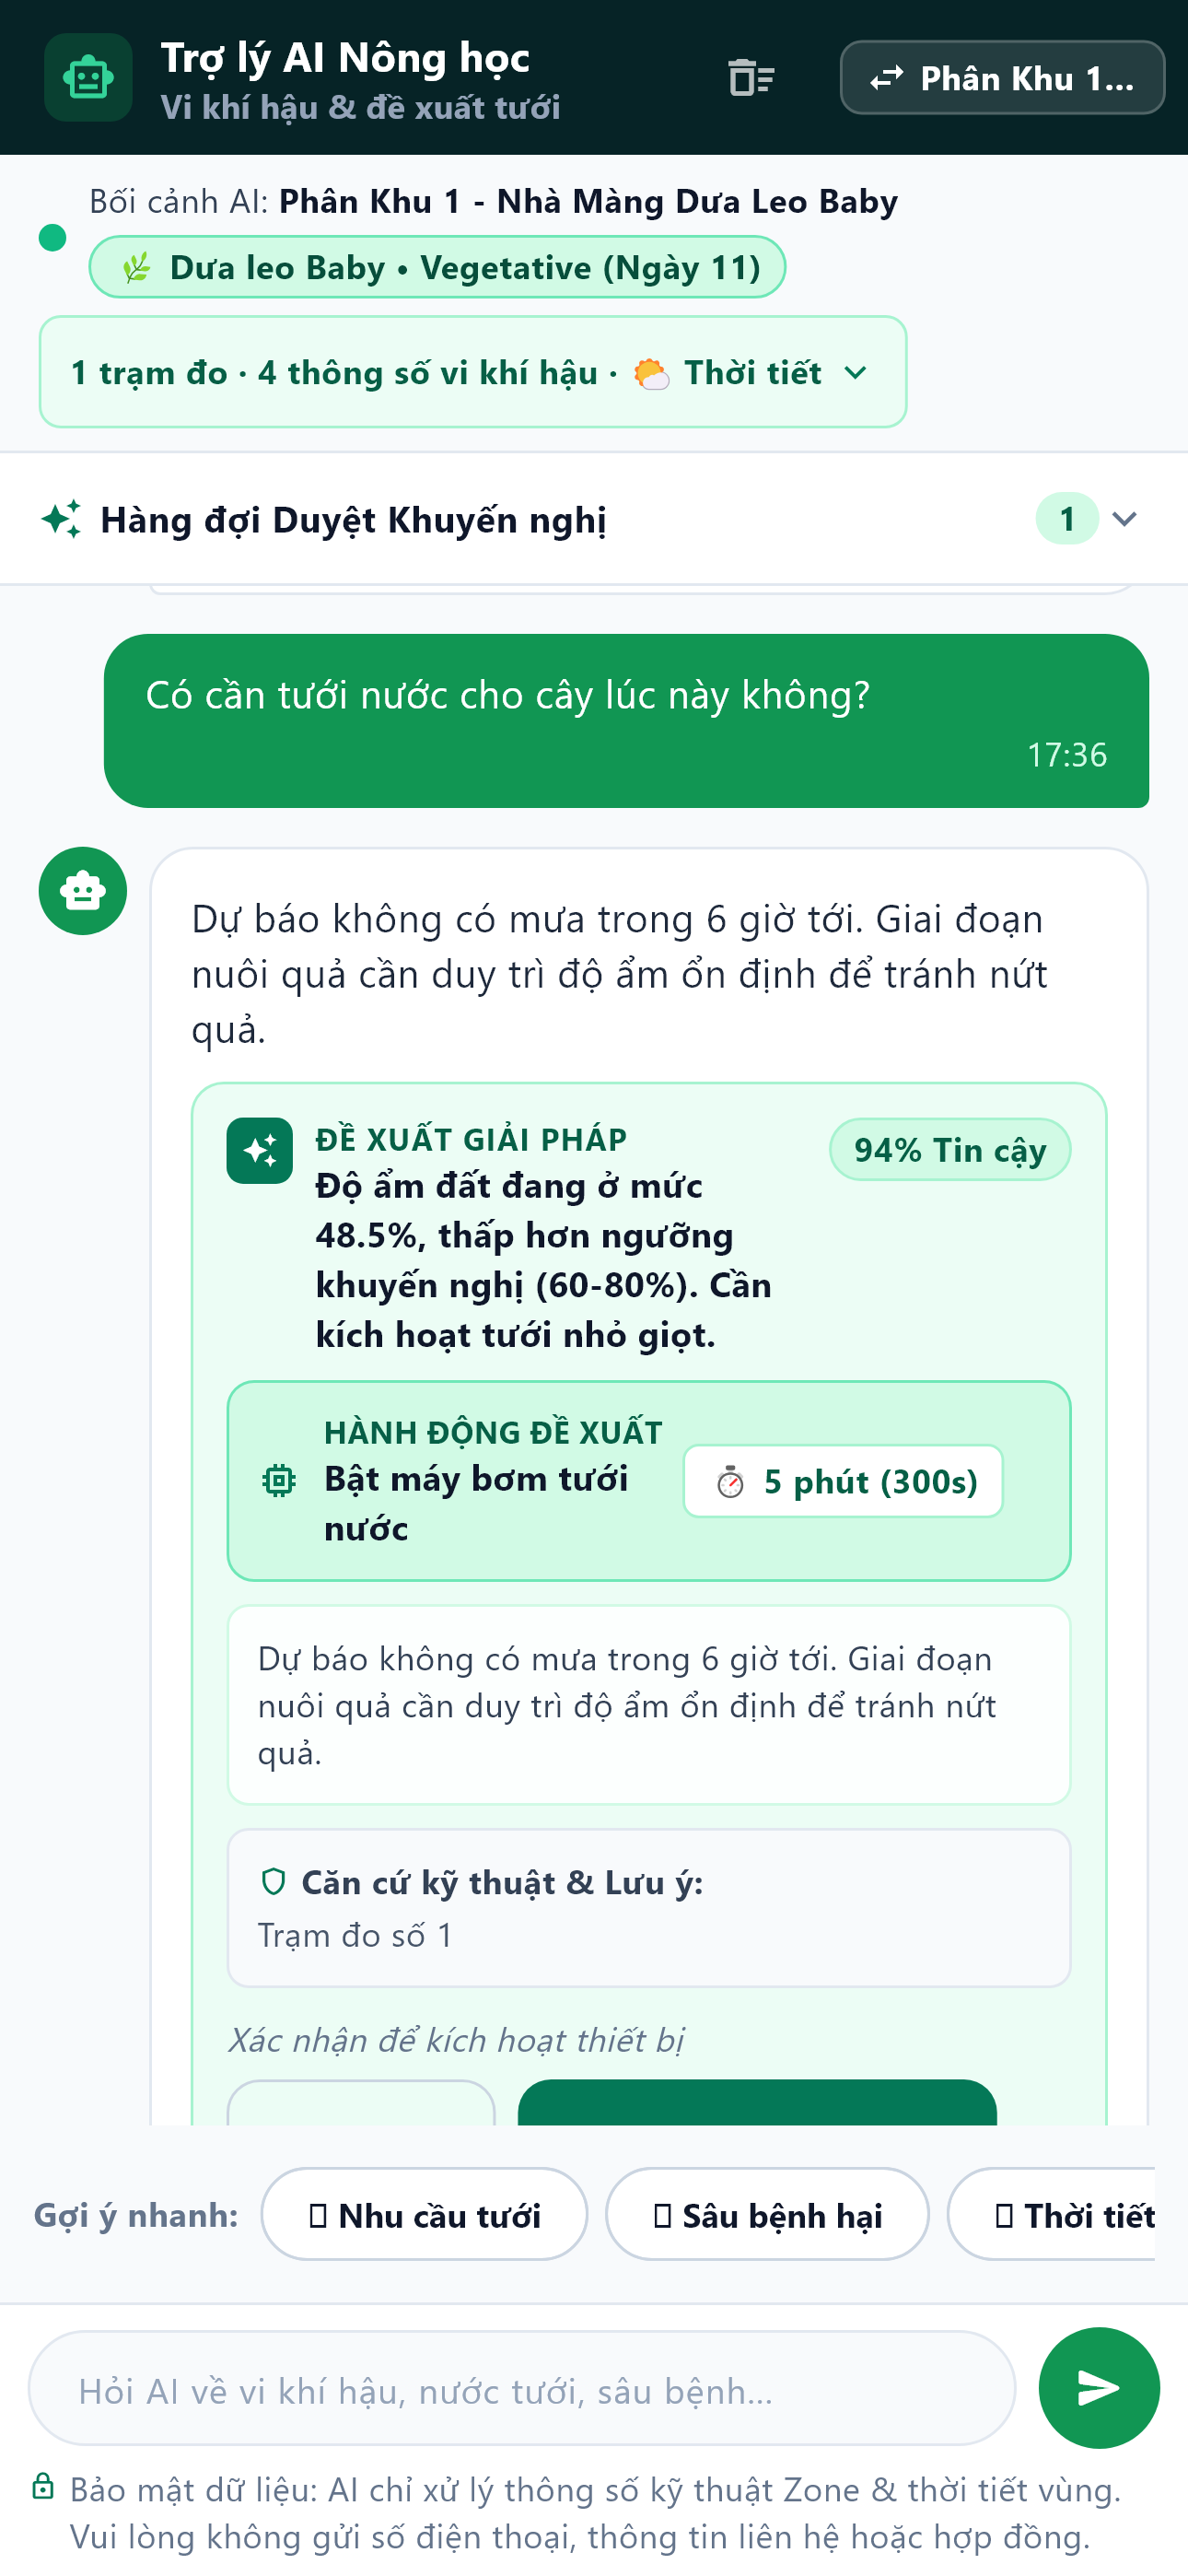 Trợ lý AI Nông học
Vi khí hậu & đề xuất tưới
Phân Khu 1...
Bối cảnh AI: Phân Khu 1 - Nhà Màng Dưa Leo Baby
Dưa leo Baby • Vegetative (Ngày 11)
1 trạm đo · 4 thông số vi khí hậu · Thời tiết
Hàng đợi Duyệt Khuyến nghị
1
Có cần tưới nước cho cây lúc này không?
17:36
Dự báo không có mưa trong 6 giờ tới. Giai đoạn
nuôi quả cần duy trì độ ẩm ổn định để tránh nứt
quả.
ĐỀ XUẤT GIẢI PHÁP
94% Tin cậy
Độ ẩm đất đang ở mức
48.5%, thấp hơn ngưỡng
khuyến nghị (60-80%). Cần
kích hoạt tưới nhỏ giọt.
HÀNH ĐỘNG ĐỀ XUẤT
Bật máy bơm tưới
nước
5 phút (300s)
Dự báo không có mưa trong 6 giờ tới. Giai đoạn
nuôi quả cần duy trì độ ẩm ổn định để tránh nứt
quả.
Căn cứ kỹ thuật & Lưu ý:
Trạm đo số 1
Xác nhận để kích hoạt thiết bị
Gợi ý nhanh:
Nhu cầu tưới
Sâu bệnh hại
Thời tiết
Hỏi AI về vi khí hậu, nước tưới, sâu bệnh...
Bảo mật dữ liệu: AI chỉ xử lý thông số kỹ thuật Zone & thời tiết vùng.
Vui lòng không gửi số điện thoại, thông tin liên hệ hoặc hợp đồng.